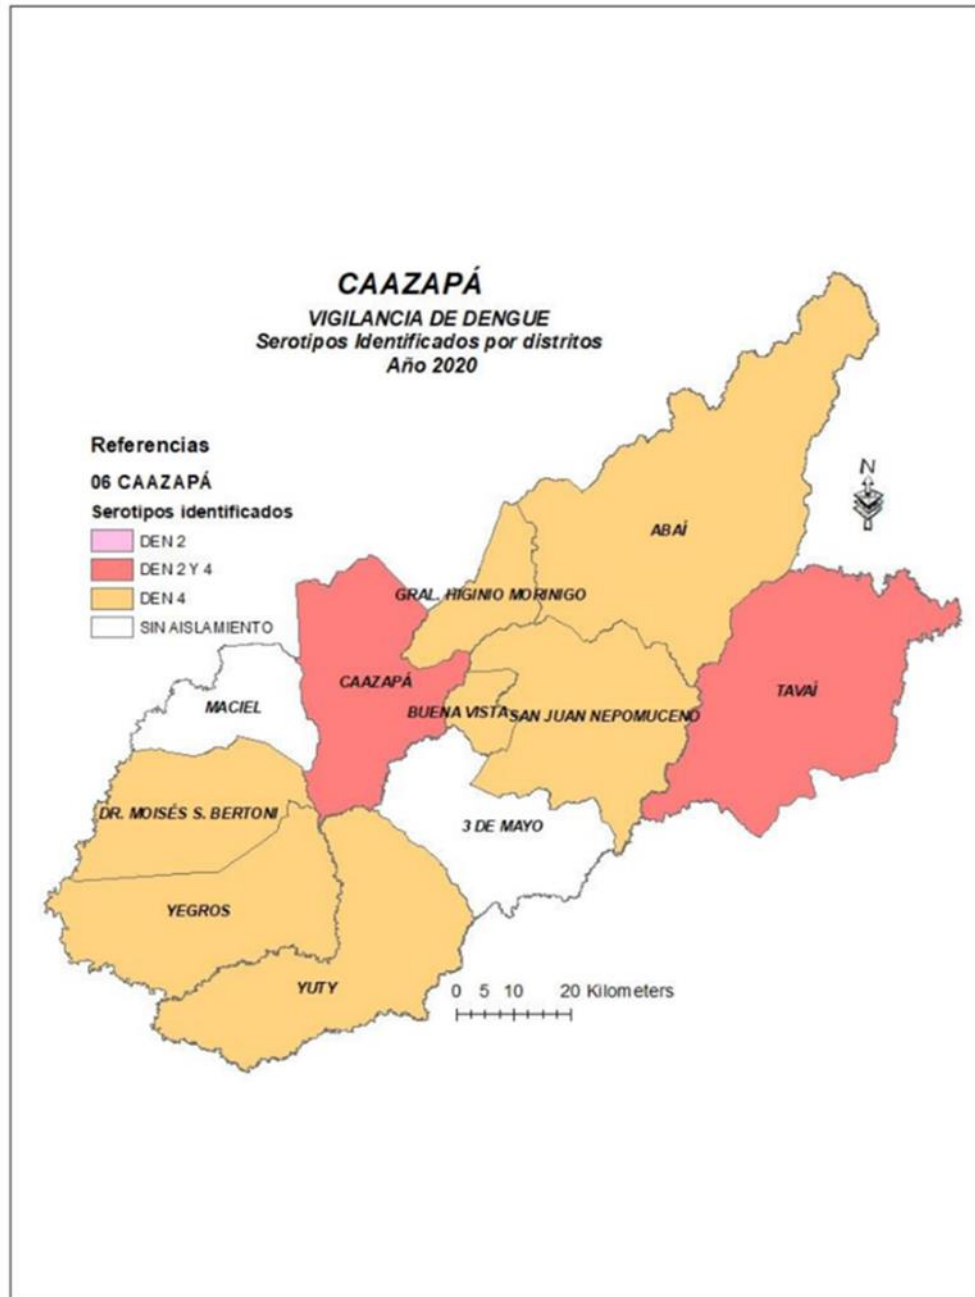 CAAZAPÁ
VIGILANCIA DE DENGUE
Serotipos Identificados por distritos
Año 2020
Referencias
06 CAAZAPÁ
Serotipos identificados
DEN 2
DEN 2 Y 4
DEN 4
SIN AISLAMIENTO
N
ABAÍ
GRAL. HIGINIO MORINIGO
CAAZAPÁ
TAVAÍ
MACIEL
BUENA VISTA
SAN JUAN NEPOMUCENO
DR. MOISÉS S. BERTONI
3 DE MAYO
YEGROS
YUTY
0 5 10 20 Kilometers